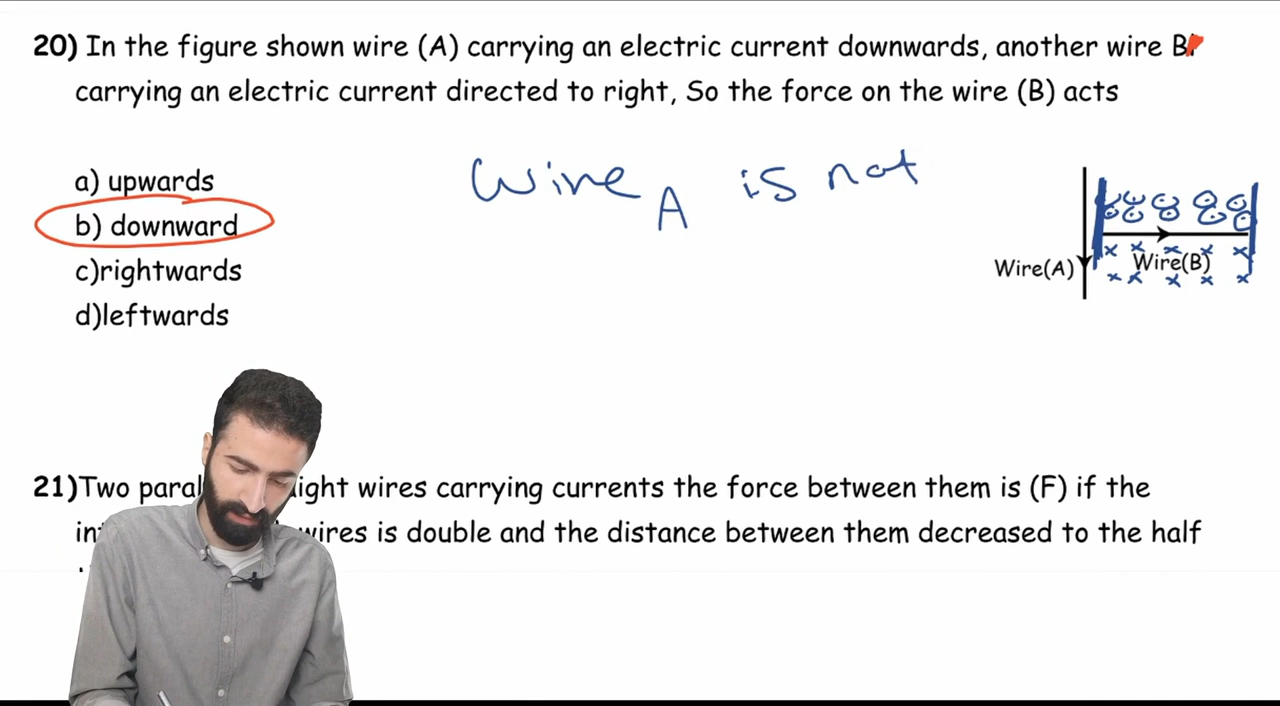 20) In the figure shown wire (A) carrying an electric current downwards, another wire B
carrying an electric current directed to right, So the force on the wire (B) acts
a) upwards
b) downward
c)rightwards
d)leftwards
Wire A is not
Wire(A)
Wire(B)
21)Two paral ight wires carrying currents the force between them is (F) if the
in wires is double and the distance between them decreased to the half